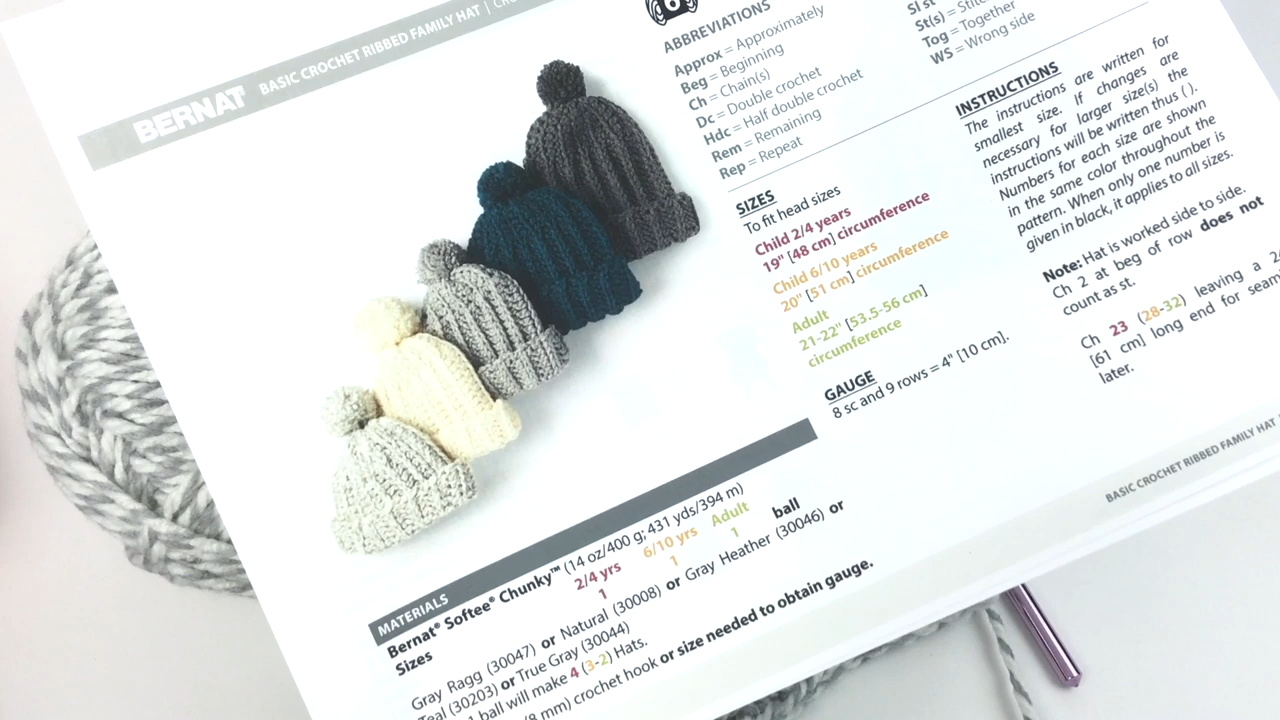 BERNAT
BASIC CROCHET RIBBED FAMILY HAT |
6
ABBREVIATIONS
Approx = Approximately
Beg = Beginning
Ch = Chain(s)
Dc = Double crochet
Hdc = Half double crochet
Rem = Remaining
Rep = Repeat
Sl st
St(s) =
Tog = Together
WS = Wrong side
SIZES
To fit head sizes
Child 2/4 years
19" [48 cm] circumference
Child 6/10 years
20" [51 cm] circumference
Adult
21-22" [53.5-56 cm]
circumference
GAUGE
8 sc and 9 rows = 4" [10 cm].
INSTRUCTIONS
The instructions are written for
smallest size. If changes are
necessary for larger size(s) the
instructions will be written thus ( ).
Numbers for each size are shown
in the same color throughout the
pattern. When only one number is
given in black, it applies to all sizes.
Note: Hat is worked side to side.
Ch 2 at beg of row does not
count as st.
Ch 23 (28-32) leaving a
[61 cm] long end for
later.
MATERIALS
Bernat® Softee® Chunky™ (14 oz/400 g; 431 yds/394 m)
Sizes 2/4 yrs 6/10 yrs Adult
1 1 1 ball
Gray Ragg (30047) or Natural (30008) or Gray Heather (30046) or
Teal (30203) or True Gray (30044)
1 ball will make 4 (3-2) Hats.
(8 mm) crochet hook or size needed to obtain gauge.
BASIC CROCHET RIBBED FAMILY HAT